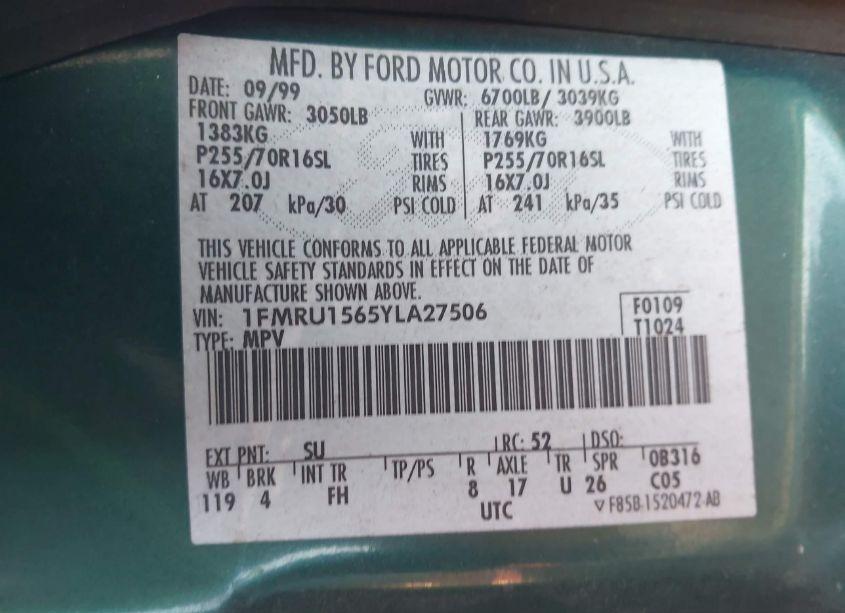 MFD. BY FORD MOTOR CO. IN U.S.A.
DATE: 09/99 GVWR: 6700LB/ 3039KG
FRONT GAWR: 3050LB REAR GAWR: 3900LB
1383KG WITH 1769KG WITH
P255/70R16SL TIRES P255/70R16SL TIRES
16X7.0J RIMS 16X7.0J RIMS
AT 207 kPa/30 PSI COLD AT 241 kPa/35 PSI COLD
THIS VEHICLE CONFORMS TO ALL APPLICABLE FEDERAL MOTOR
VEHICLE SAFETY STANDARDS IN EFFECT ON THE DATE OF
MANUFACTURE SHOWN ABOVE.
VIN: 1FMRU1565YLA27506 F0109
TYPE: MPV T1024
EXT PNT: SU RC: 52 DSO:
WB BRK INT TR TP/PS R AXLE TR SPR 0B316
119 4 FH 8 17 U 26 C05
UTC ▽ F85B-1520472-AB